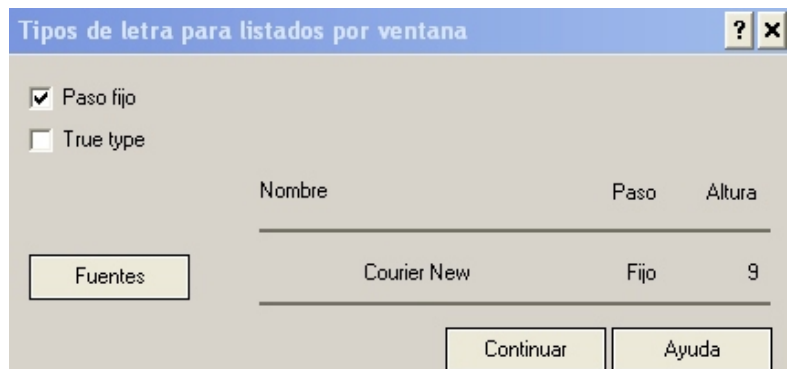 Tipos de letra para listados por ventana
Paso fijo
True type
Nombre Paso Altura
Fuentes Courier New Fijo 9
Continuar Ayuda